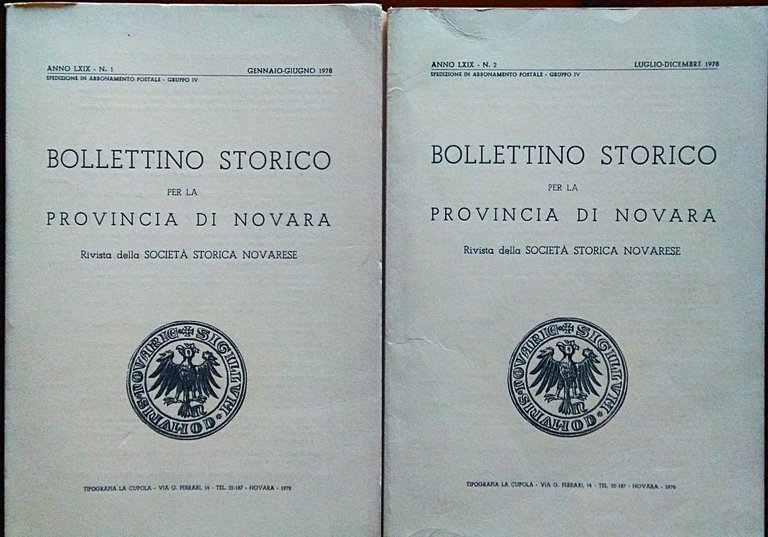 ANNO LXIX - N. 1
GENNAIO-GIUGNO 1978
SPEDIZIONE IN ABBONAMENTO POSTALE - GRUPPO IV
BOLLETTINO STORICO
PER LA
PROVINCIA DI NOVARA
Rivista della SOCIETÀ STORICA NOVARESE
TIPOGRAFIA LA CUPOLA - VIA G. FERRARI, 14 - TEL. 22-187 - NOVARA - 1978
ANNO LXIX - N. 2
LUGLIO-DICEMBRE 1978
SPEDIZIONE IN ABBONAMENTO POSTALE - GRUPPO IV
BOLLETTINO STORICO
PER LA
PROVINCIA DI NOVARA
Rivista della SOCIETÀ STORICA NOVARESE
TIPOGRAFIA LA CUPOLA - VIA G. FERRARI, 14 - TEL. 22-187 - NOVARA - 1978